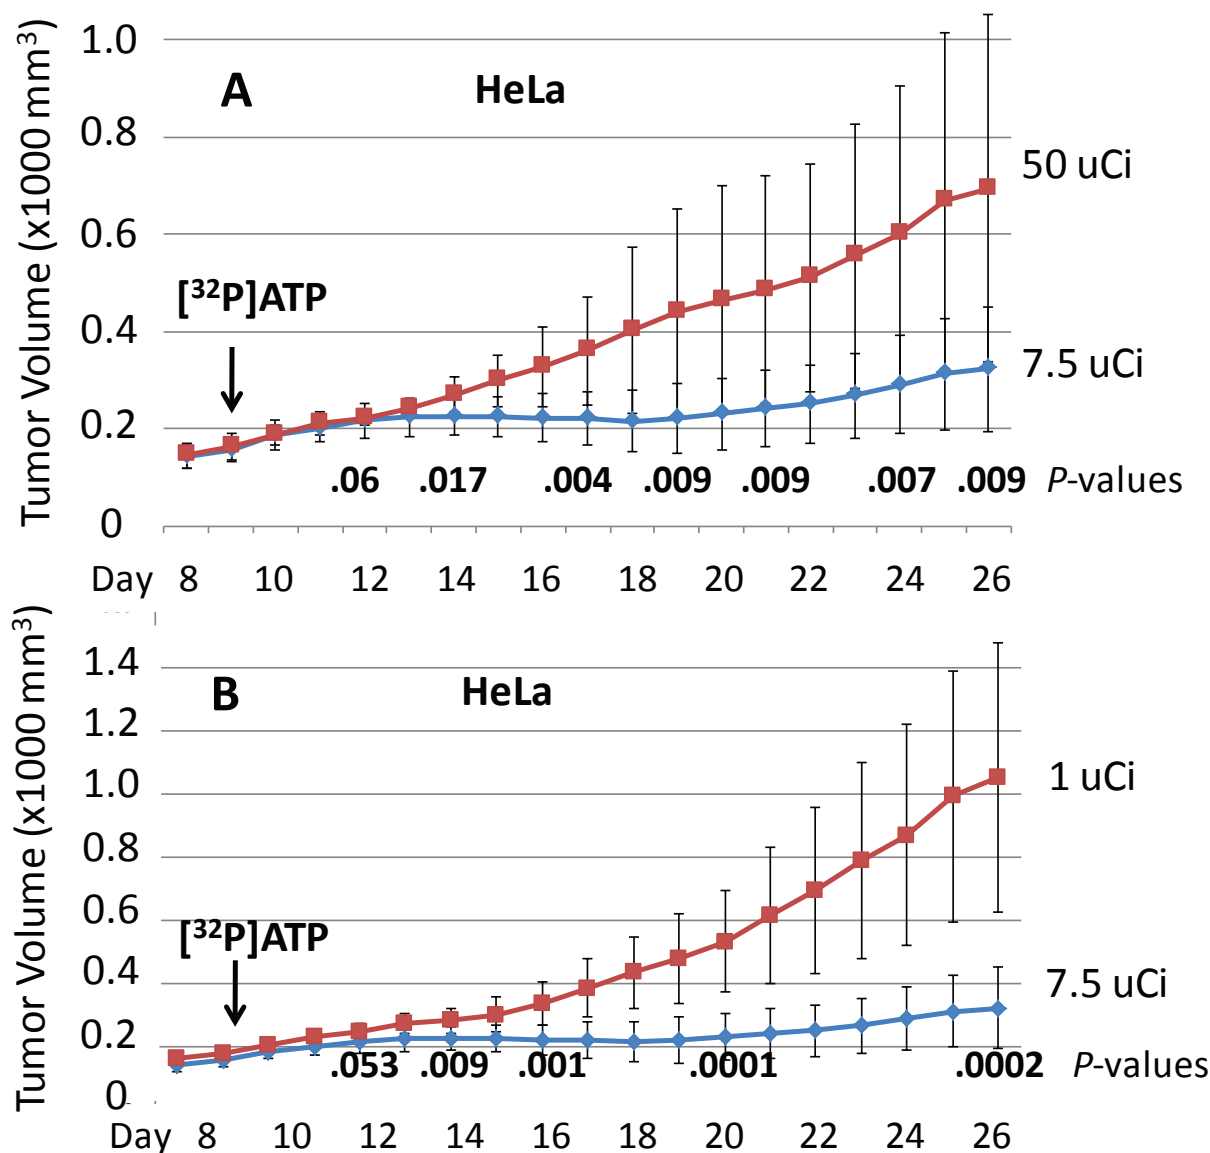 Tumor Volume (x1000 mm³)
1.0
0.8
0.6
0.4
0.2
0
A
HeLa
50 uCi
7.5 uCi
[³²P]ATP
.06 .017 .004 .009 .009 .007 .009 P-values
Day 8 10 12 14 16 18 20 22 24 26
Tumor Volume (x1000 mm³)
1.4
1.2
1.0
0.8
0.6
0.4
0.2
0
B
HeLa
1 uCi
7.5 uCi
[³²P]ATP
.053 .009 .001 .0001 .0002 P-values
Day 8 10 12 14 16 18 20 22 24 26